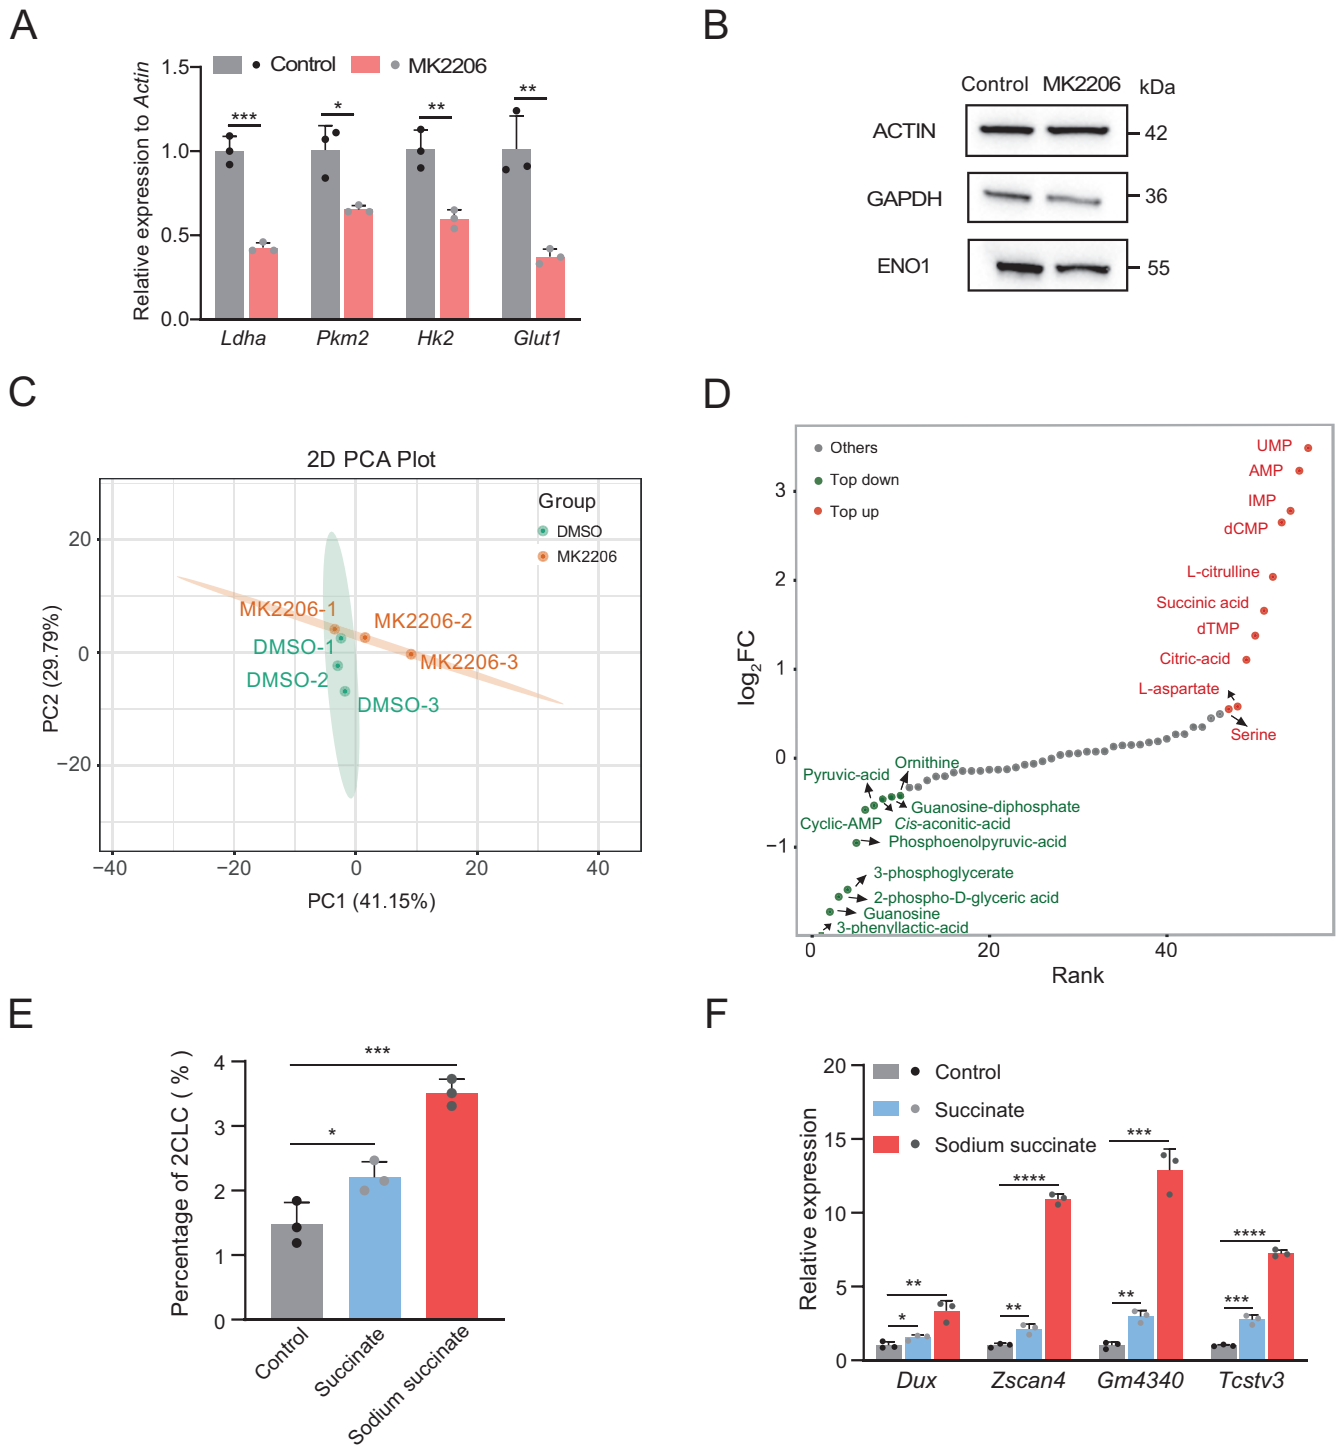 A
Relative expression to Actin
1.5
1.0
0.5
0.0
Control
MK2206
***
*
**
**
Ldha
Pkm2
Hk2
Glut1
B
Control MK2206 kDa
ACTIN
42
GAPDH
36
ENO1
55
C
2D PCA Plot
Group
DMSO
MK2206
PC2 (29.79%)
20
0
−20
MK2206-1
MK2206-2
DMSO-1
MK2206-3
DMSO-2
DMSO-3
−40
−20
0
20
40
PC1 (41.15%)
D
Others
Top down
Top up
log2FC
3
2
1
0
−1
UMP
AMP
IMP
dCMP
L-citrulline
Succinic acid
dTMP
Citric-acid
L-aspartate
Serine
Ornithine
Pyruvic-acid
Guanosine-diphosphate
Cyclic-AMP
Cis-aconitic-acid
Phosphoenolpyruvic-acid
3-phosphoglycerate
2-phospho-D-glyceric acid
Guanosine
3-phenyllactic-acid
0
20
40
Rank
E
Percentage of 2CLC ( % )
4
3
2
1
0
***
*
Control
Succinate
Sodium succinate
F
Relative expression
20
15
10
5
0
Control
Succinate
Sodium succinate
**
*
****
**
***
**
****
***
Dux
Zscan4
Gm4340
Tcstv3